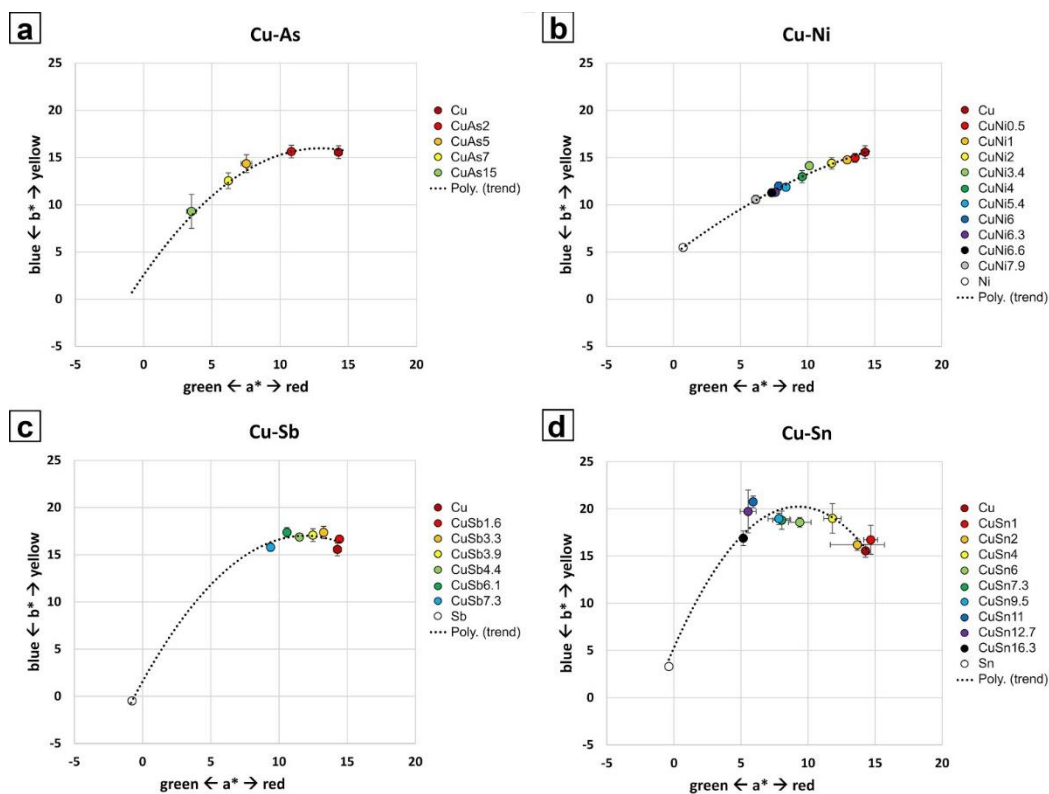 a
Cu-As
25
20
15
10
5
0
-5
-5 0 5 10 15 20
blue ← b* → yellow
green ← a* → red
Cu
CuAs2
CuAs5
CuAs7
CuAs15
Poly. (trend)
b
Cu-Ni
25
20
15
10
5
0
-5
-5 0 5 10 15 20
blue ← b* → yellow
green ← a* → red
Cu
CuNi0.5
CuNi1
CuNi2
CuNi3.4
CuNi4
CuNi5.4
CuNi6
CuNi6.3
CuNi6.6
CuNi7.9
Ni
Poly. (trend)
c
Cu-Sb
25
20
15
10
5
0
-5
-5 0 5 10 15 20
blue ← b* → yellow
green ← a* → red
Cu
CuSb1.6
CuSb3.3
CuSb3.9
CuSb4.4
CuSb6.1
CuSb7.3
Sb
Poly. (trend)
d
Cu-Sn
25
20
15
10
5
0
-5
-5 0 5 10 15 20
blue ← b* → yellow
green ← a* → red
Cu
CuSn1
CuSn2
CuSn4
CuSn6
CuSn7.3
CuSn9.5
CuSn11
CuSn12.7
CuSn16.3
Sn
Poly. (trend)